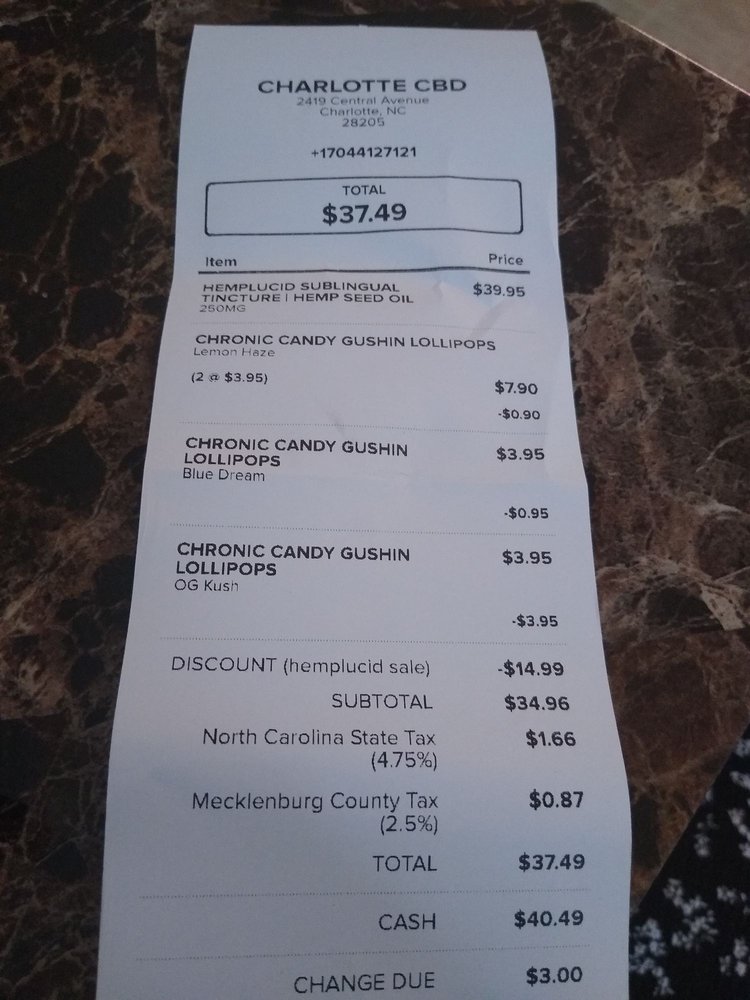 CHARLOTTE CBD
2419 Central Avenue
Charlotte, NC
28205
+17044127121
TOTAL
$37.49
Item Price
HEMPLUCID SUBLINGUAL $39.95
TINCTURE | HEMP SEED OIL
250MG
CHRONIC CANDY GUSHIN LOLLIPOPS
Lemon Haze
(2 @ $3.95) $7.90
-$0.90
CHRONIC CANDY GUSHIN $3.95
LOLLIPOPS
Blue Dream
-$0.95
CHRONIC CANDY GUSHIN $3.95
LOLLIPOPS
OG Kush
-$3.95
DISCOUNT (hemplucid sale) -$14.99
SUBTOTAL $34.96
North Carolina State Tax $1.66
(4.75%)
Mecklenburg County Tax $0.87
(2.5%)
TOTAL $37.49
CASH $40.49
CHANGE DUE $3.00